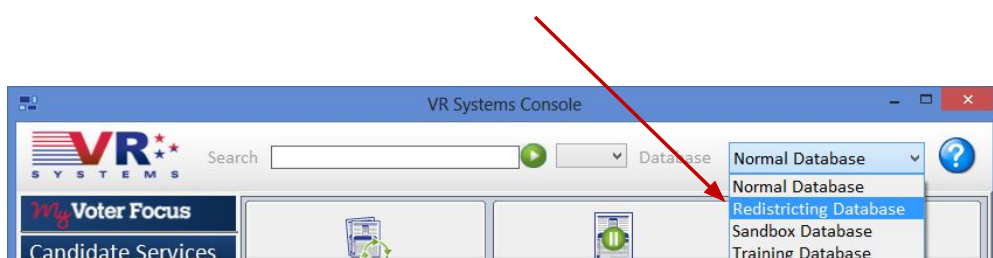 VR Systems Console
VR
SYSTEMS
Search
Database
Normal Database
Normal Database
Redistricting Database
Sandbox Database
Training Database
?
My Voter Focus
Candidate Services